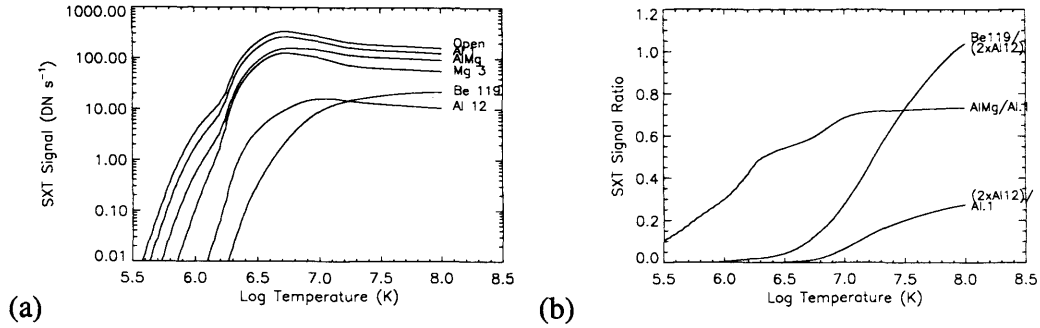 1000.00
100.00
10.00
1.00
0.10
0.01
SXT Signal (DN s⁻¹)
Open
Al.1
AlMg
Mg 3
Be 119
Al 12
5.5 6.0 6.5 7.0 7.5 8.0 8.5
Log Temperature (K)
(a)
1.2
1.0
0.8
0.6
0.4
0.2
0.0
SXT Signal Ratio
Be119/
(2xAl12)
AlMg/Al.1
(2xAl12)/
Al.1
5.5 6.0 6.5 7.0 7.5 8.0 8.5
Log Temperature (K)
(b)